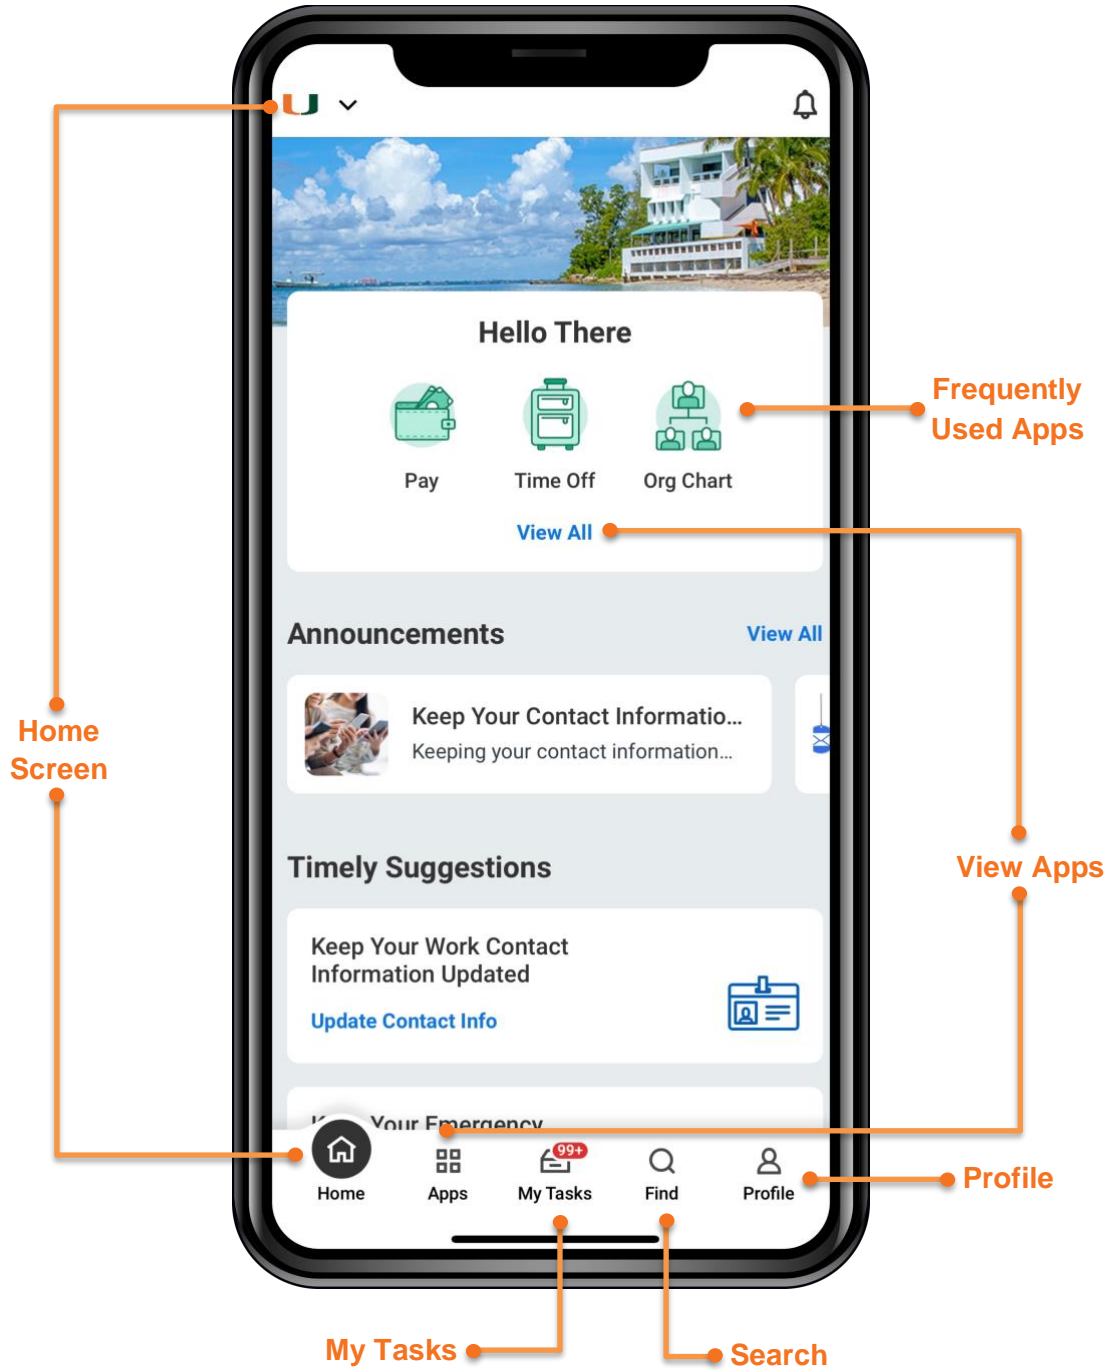 U
Hello There
Frequently
Used Apps
Pay
Time Off
Org Chart
View All
Announcements
View All
Keep Your Contact Informatio...
Keeping your contact information...
Home
Screen
Timely Suggestions
View Apps
Keep Your Work Contact
Information Updated
Update Contact Info
Your Emergency
99+
Home
Apps
My Tasks
Find
Profile
Profile
My Tasks
Search